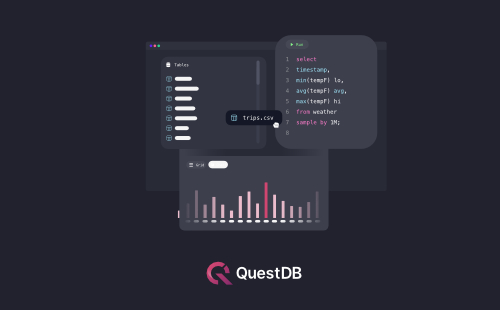 Tables
Run
1 select
2 timestamp,
3 min(tempF) lo,
4 avg(tempF) avg,
5 max(tempF) hi
6 from weather
7 sample by 1M;
8
trips.csv
Grid
QuestDB